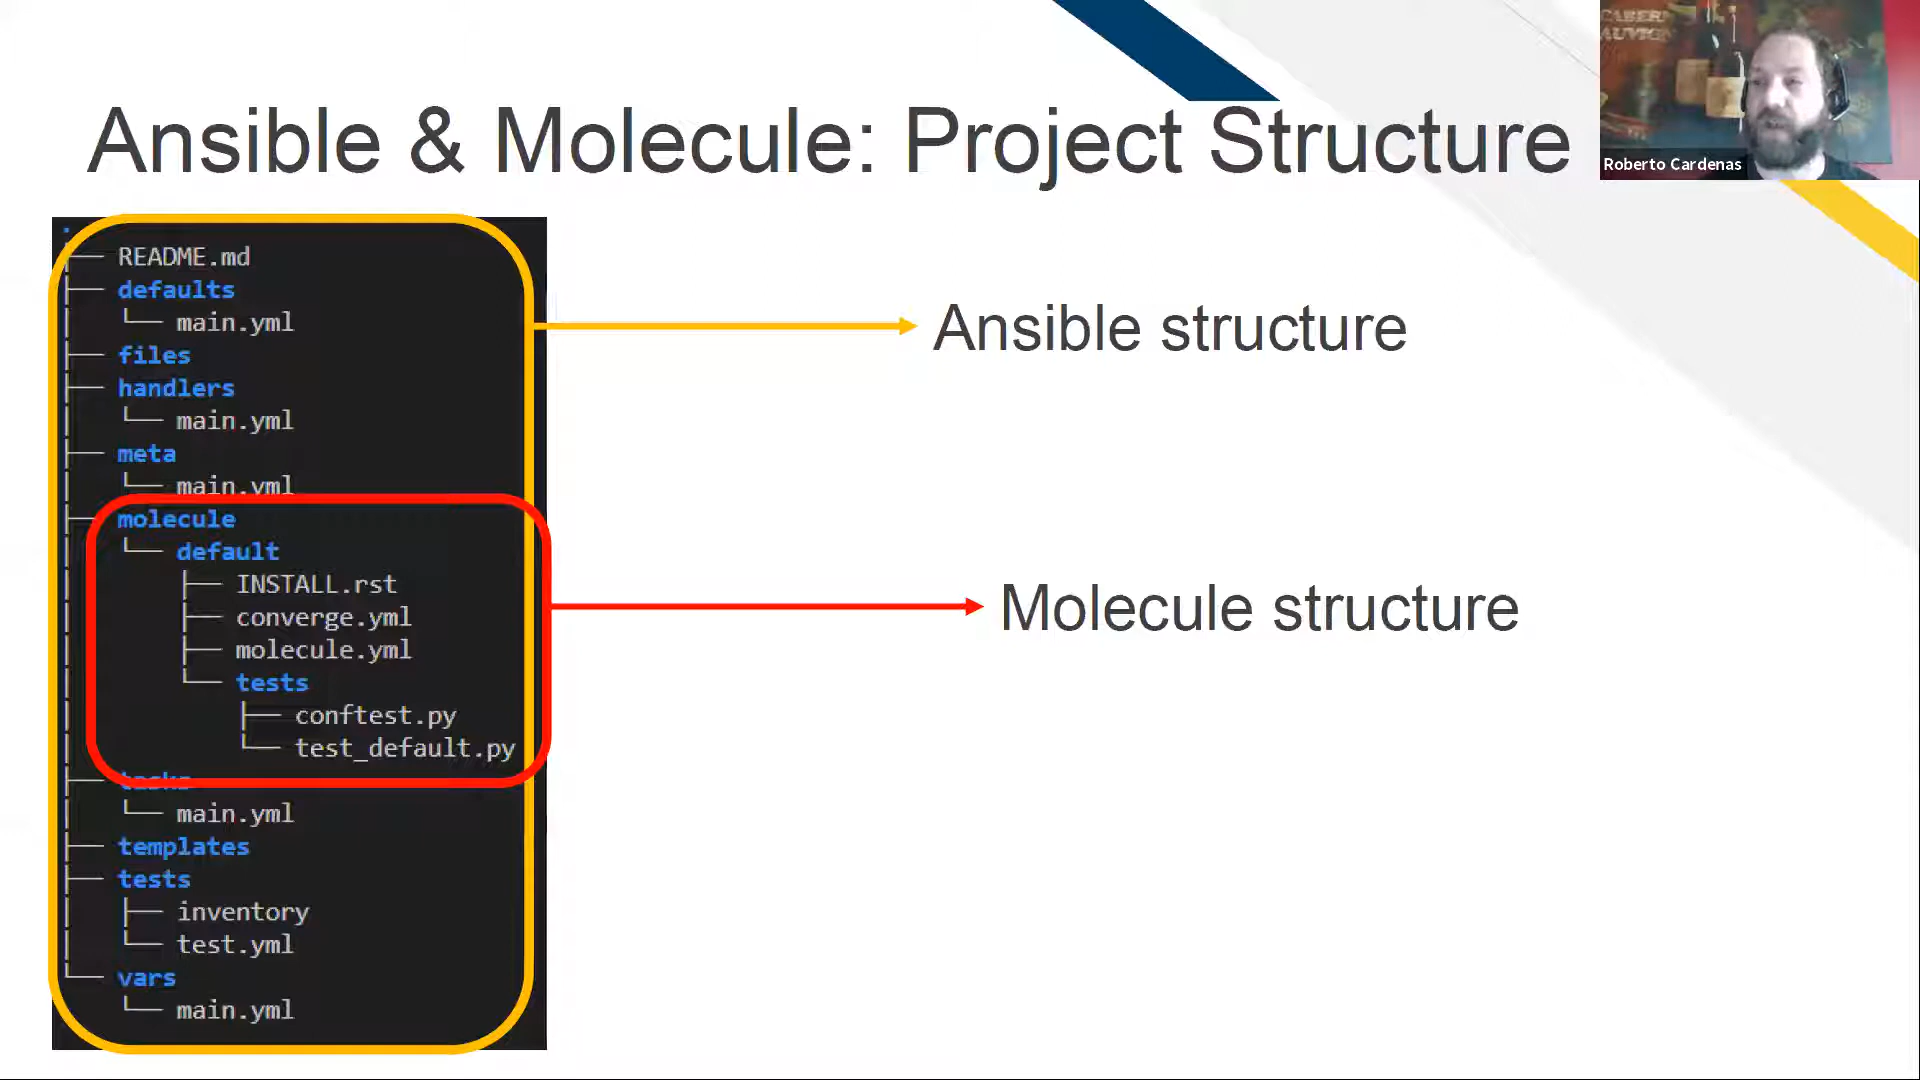 Ansible & Molecule: Project Structure
Roberto Cardenas
.
├── README.md
├── defaults
│   └── main.yml
├── files
├── handlers
│   └── main.yml
├── meta
│   └── main.yml
├── molecule
│   └── default
│       ├── INSTALL.rst
│       ├── converge.yml
│       ├── molecule.yml
│       └── tests
│           ├── conftest.py
│           └── test_default.py
├── tasks
│   └── main.yml
├── templates
├── tests
│   ├── inventory
│   └── test.yml
└── vars
    └── main.yml
Ansible structure
Molecule structure